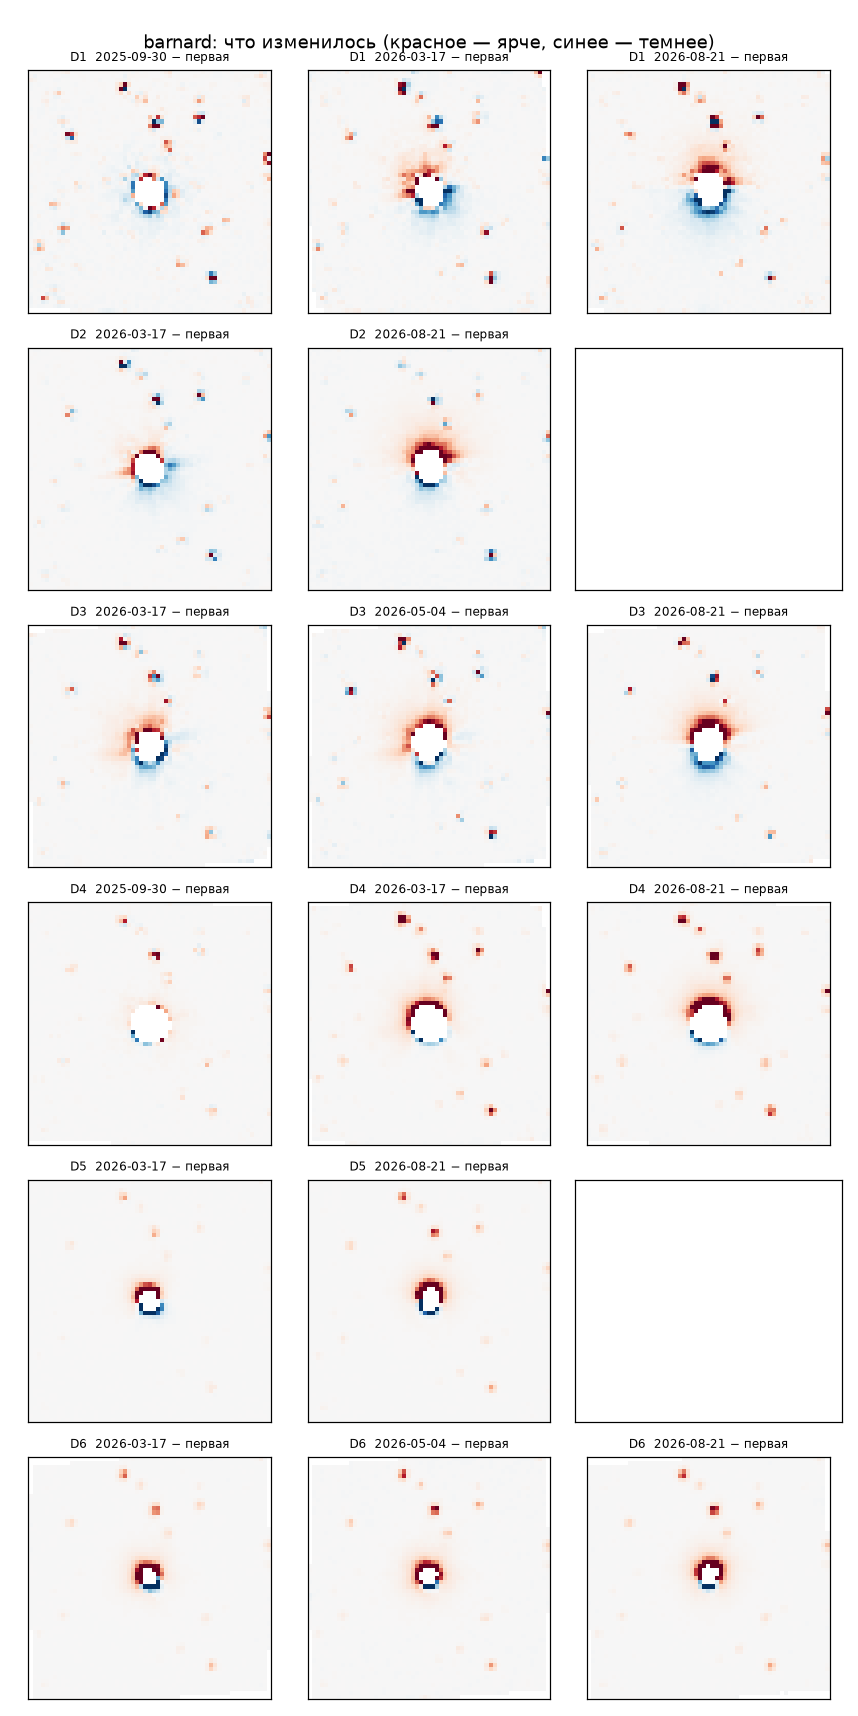 barnard: что изменилось (красное — ярче, синее — темнее)
D1 2025-09-30 − первая
D1 2026-03-17 − первая
D1 2026-08-21 − первая
D2 2026-03-17 − первая
D2 2026-08-21 − первая
D3 2026-03-17 − первая
D3 2026-05-04 − первая
D3 2026-08-21 − первая
D4 2025-09-30 − первая
D4 2026-03-17 − первая
D4 2026-08-21 − первая
D5 2026-03-17 − первая
D5 2026-08-21 − первая
D6 2026-03-17 − первая
D6 2026-05-04 − первая
D6 2026-08-21 − первая